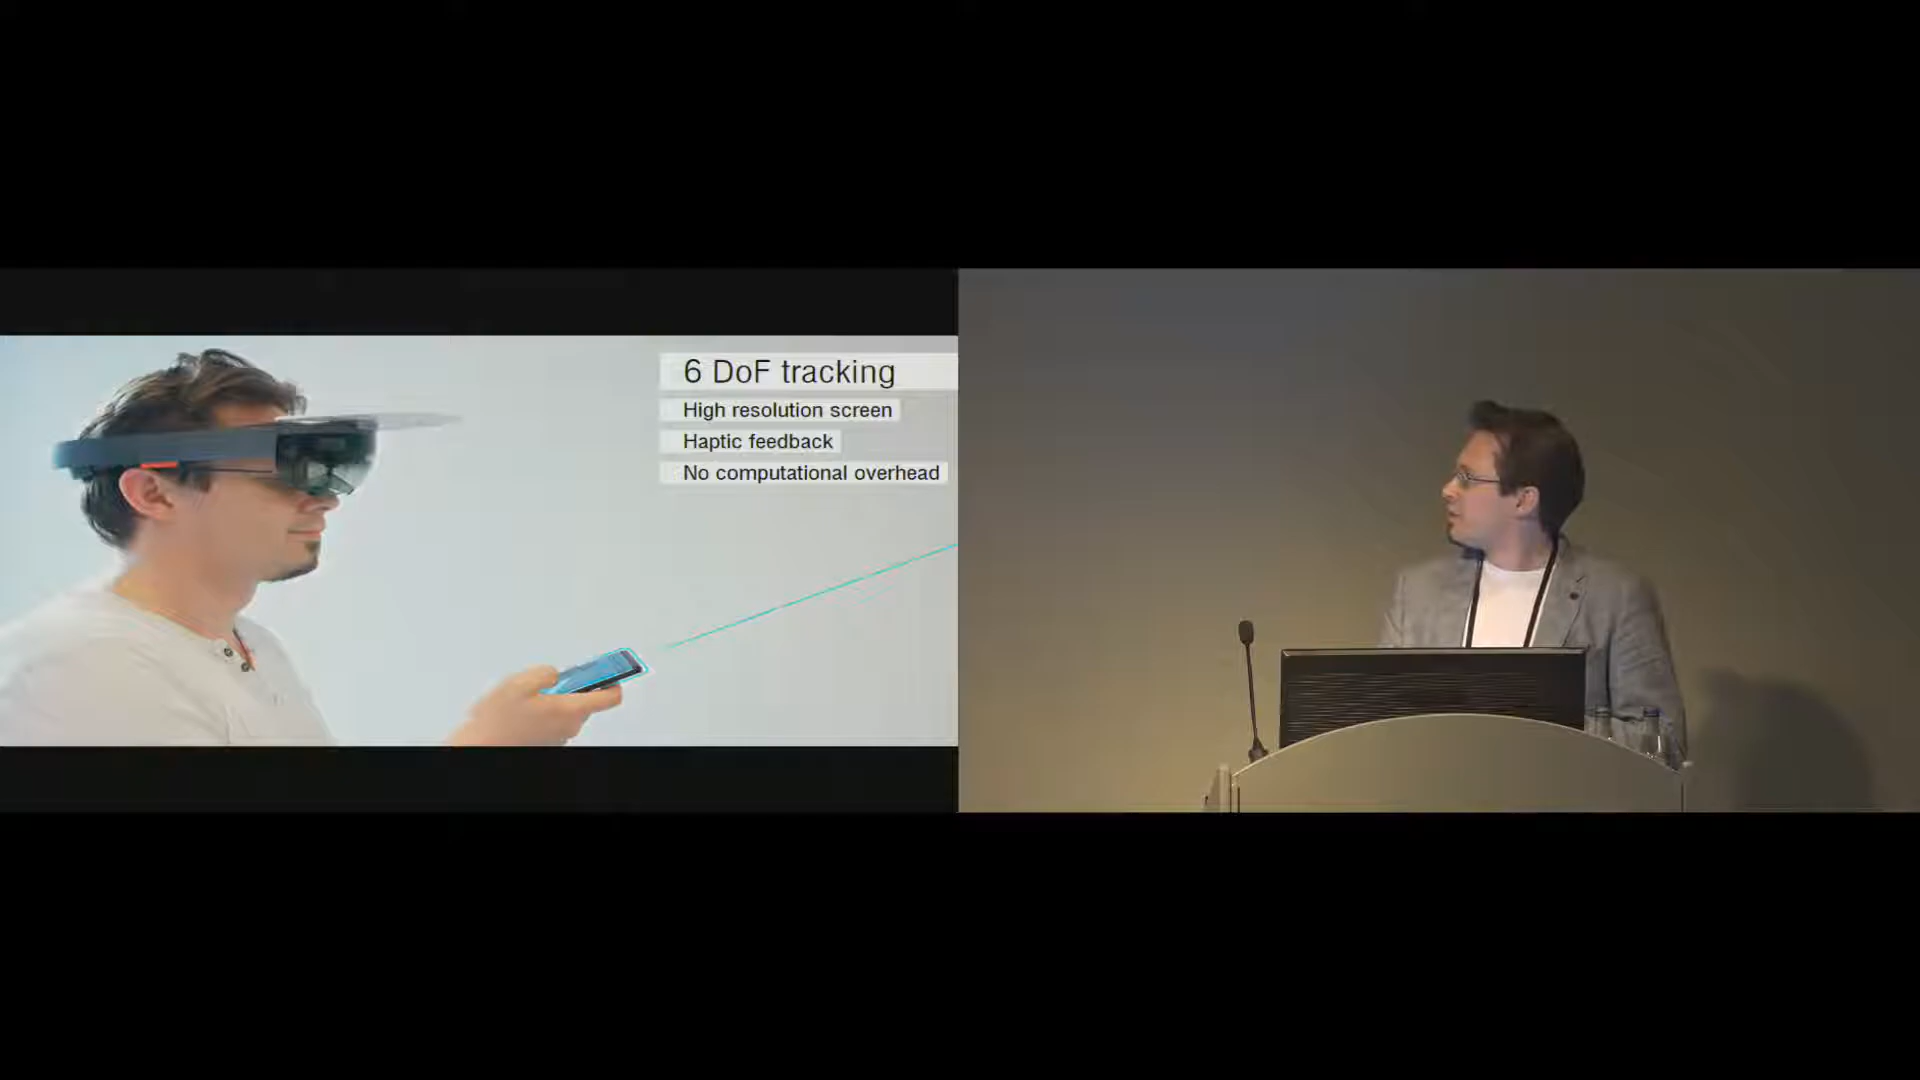 6 DoF tracking
High resolution screen
Haptic feedback
No computational overhead